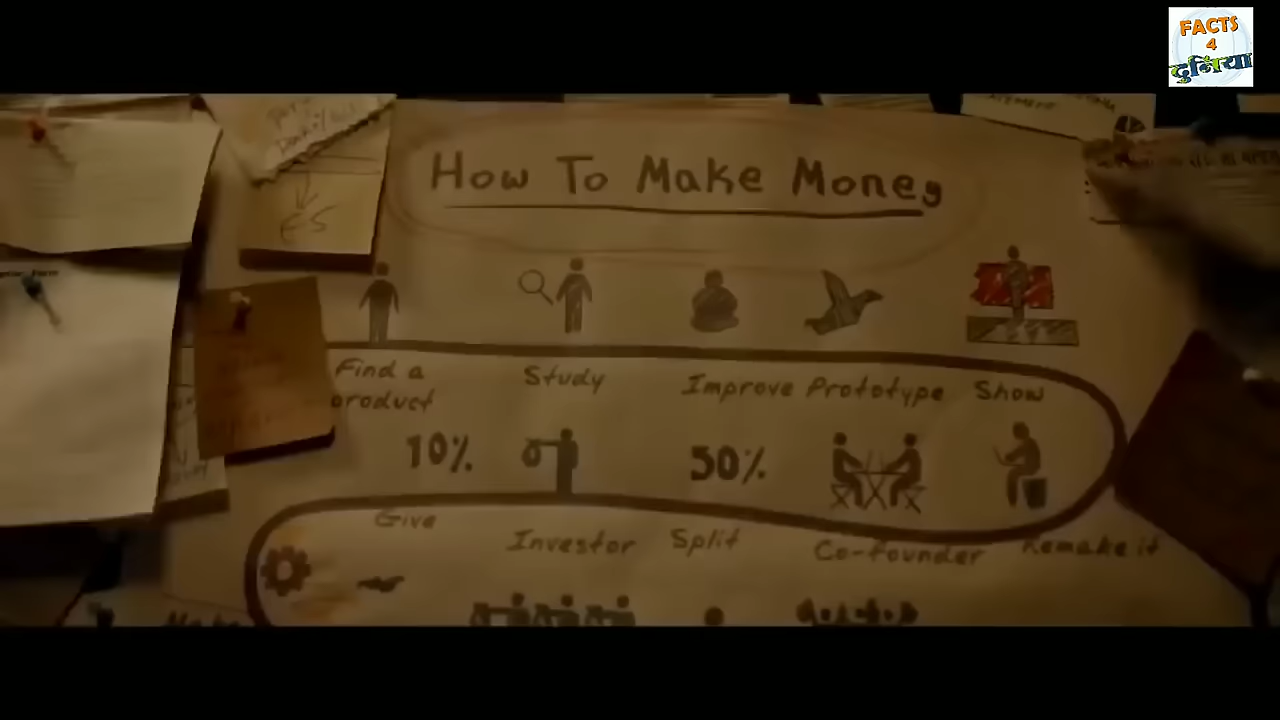 FACTS
4
दुनिया
How To Make Money
Find a product
Study
Improve
Prototype
Show
10%
50%
Give
Investor
Split
Co-founder
Remake it